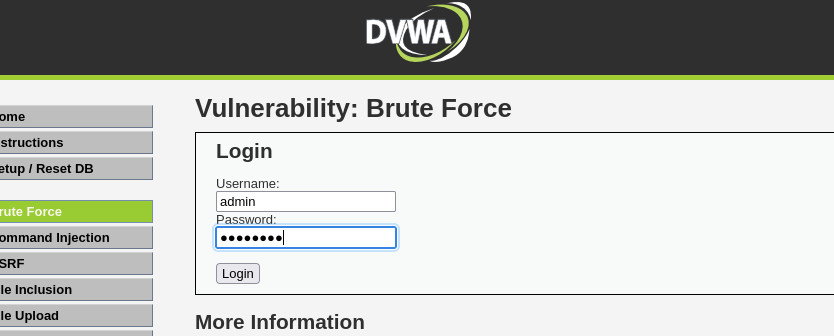 DVWA
ome
structions
etup / Reset DB
rute Force
ommand Injection
SRF
le Inclusion
le Upload
Vulnerability: Brute Force
Login
Username:
admin
Password:
●●●●●●●●
Login
More Information